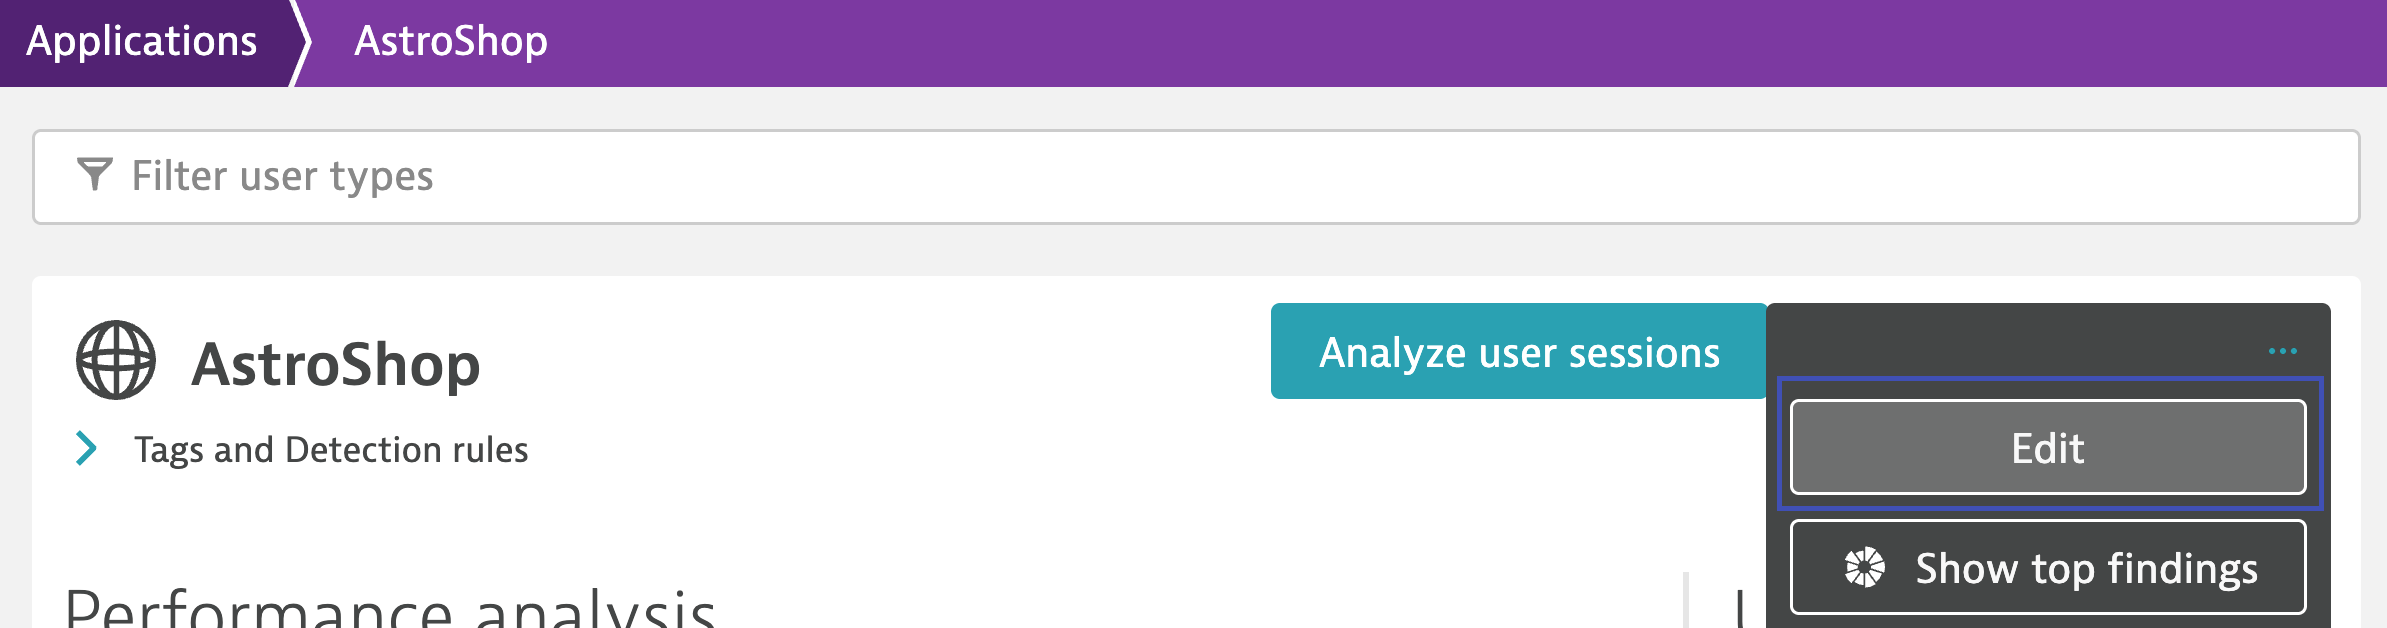 Applications
AstroShop
Filter user types
AstroShop
Analyze user sessions
...
Edit
Tags and Detection rules
Show top findings
Performance analysis